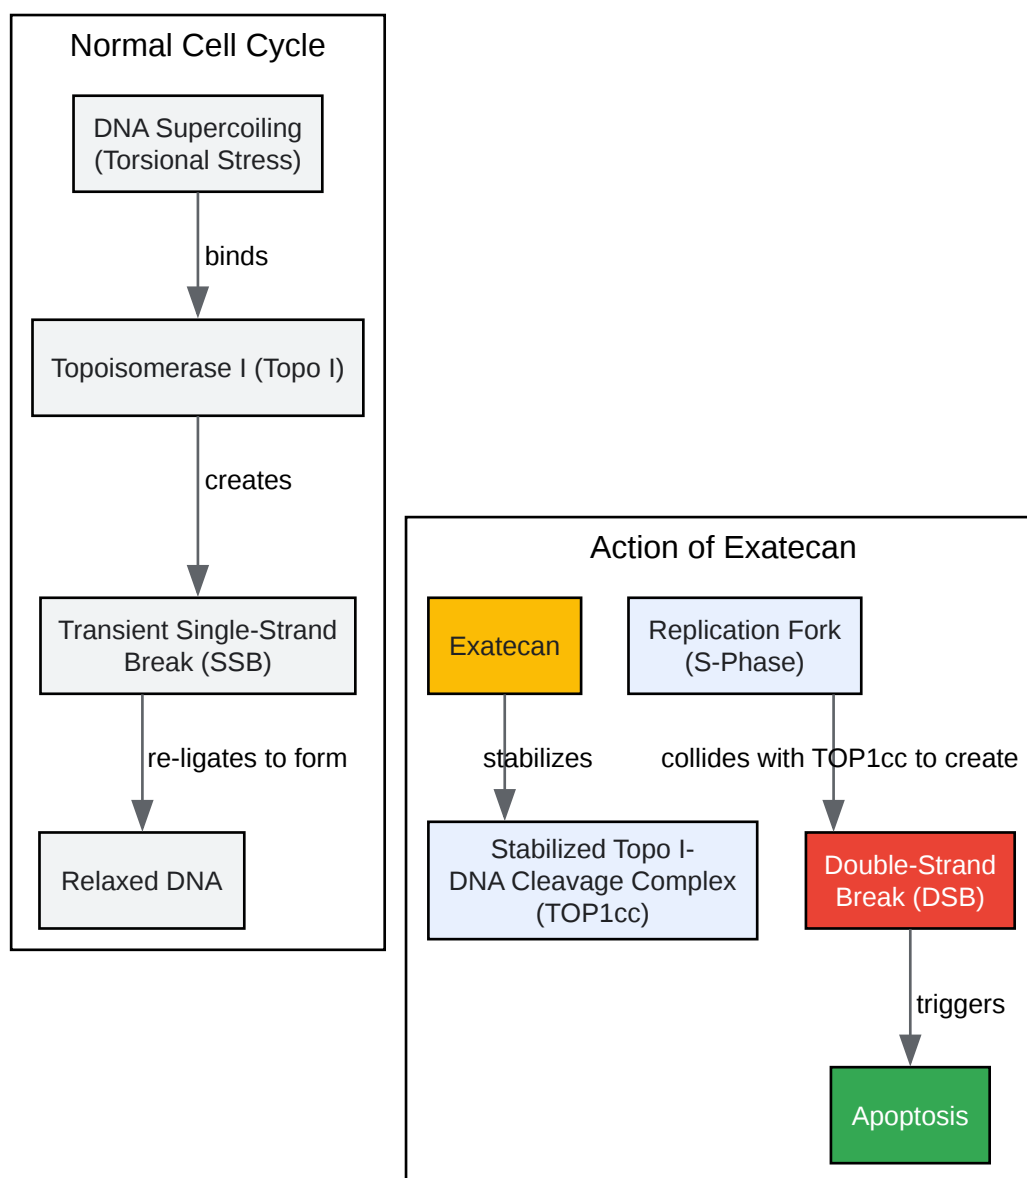 Normal Cell Cycle
DNA Supercoiling
(Torsional Stress)
binds
Topoisomerase I (Topo I)
creates
Transient Single-Strand
Break (SSB)
re-ligates to form
Relaxed DNA
Action of Exatecan
Exatecan
stabilizes
Stabilized Topo I-
DNA Cleavage Complex
(TOP1cc)
Replication Fork
(S-Phase)
collides with TOP1cc to create
Double-Strand
Break (DSB)
triggers
Apoptosis